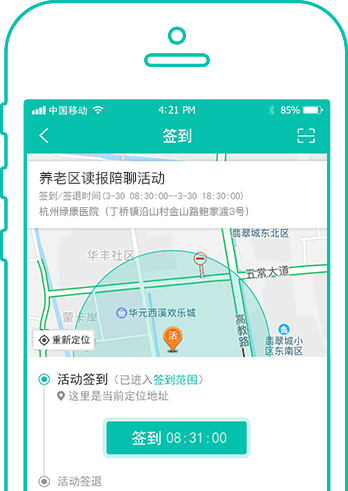 中国移动 4:21 PM 85%
签到
养老区读报陪聊活动
签到/签退时间(3-30 08:30:00--3-30 18:30:00)
杭州绿康医院（丁桥镇沿山村金山路鲍家渡3号）
翡翠城东北区
华丰社区
五常大道
华元西溪欢乐城
蒙卡岸
高教路
活
翡翠城小
区东南区
重新定位
活动签到（已进入签到范围）
这里是当前定位地址
签到 08:31:00
活动签退